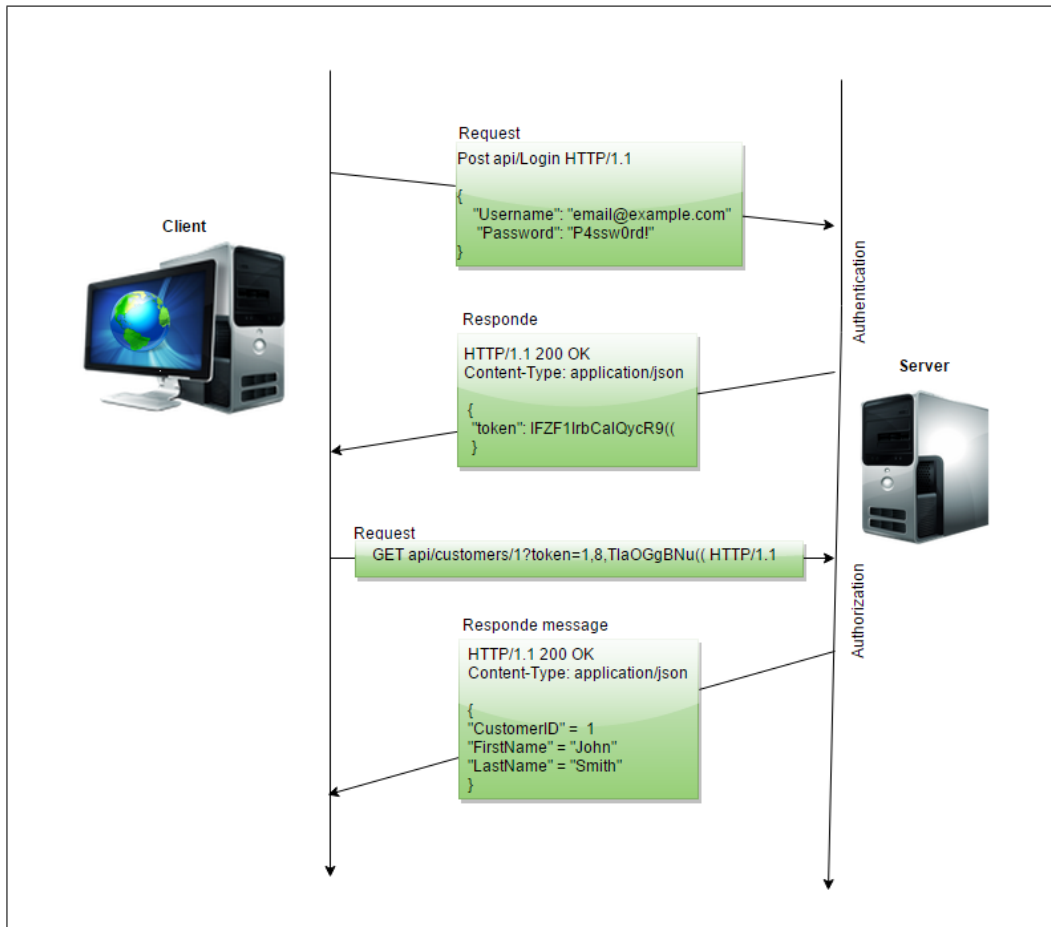 Request
Post api/Login HTTP/1.1
{
"Username": "email@example.com"
"Password": "P4ssw0rd!"
}
Client
Authentication
Responde
HTTP/1.1 200 OK
Content-Type: application/json
{
"token": IFZF1IrbCaIQycR9((
}
Server
Request
GET api/customers/1?token=1,8,TIaOGgBNu(( HTTP/1.1
Authorization
Responde message
HTTP/1.1 200 OK
Content-Type: application/json
{
"CustomerID" = 1
"FirstName" = "John"
"LastName" = "Smith"
}